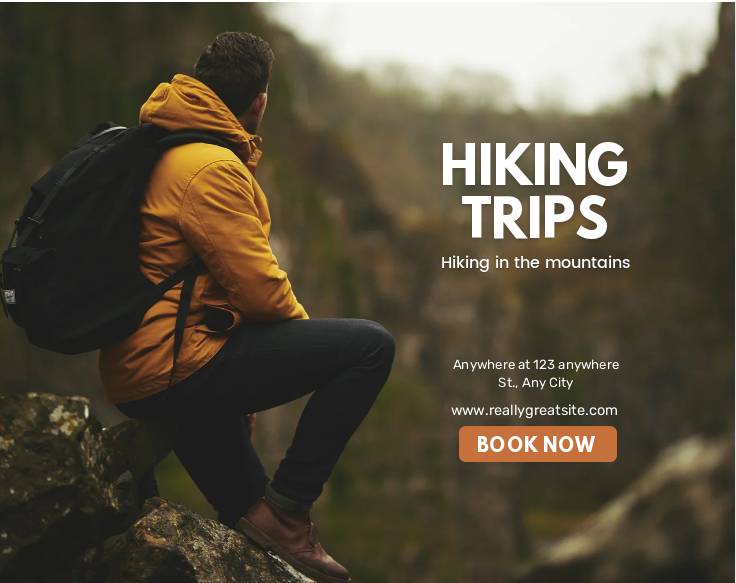 HIKING
TRIPS
Hiking in the mountains
Anywhere at 123 anywhere
St., Any City
www.reallygreatsite.com
BOOK NOW